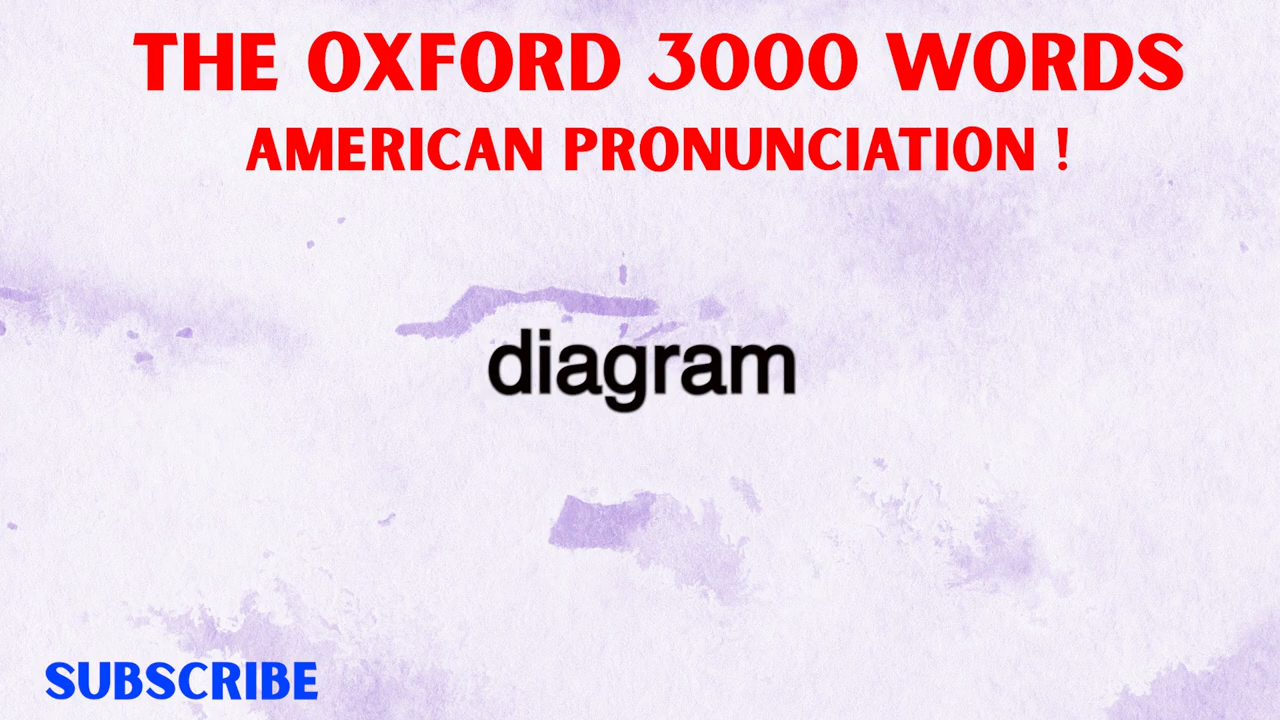 THE OXFORD 3000 WORDS
AMERICAN PRONUNCIATION !
diagram
SUBSCRIBE